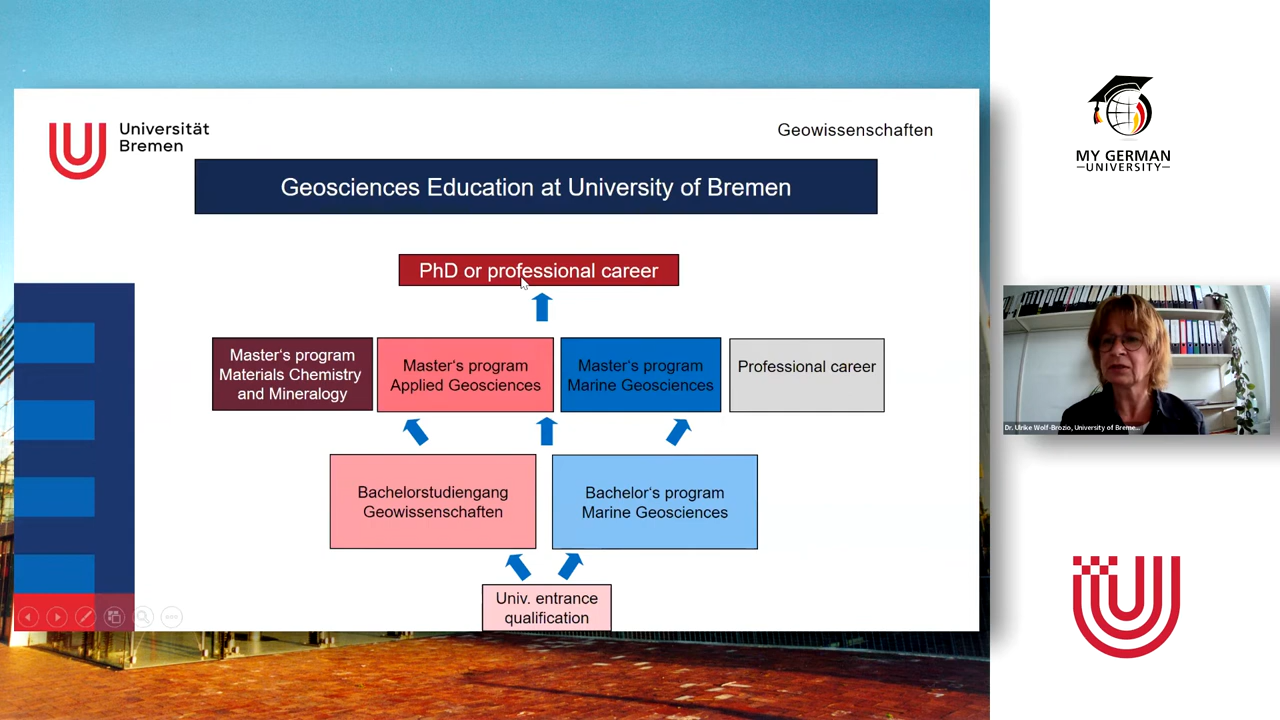 Universität
Bremen
Geowissenschaften
Geosciences Education at University of Bremen
PhD or professional career
Master‘s program
Materials Chemistry
and Mineralogy
Master‘s program
Applied Geosciences
Master‘s program
Marine Geosciences
Professional career
Bachelorstudiengang
Geowissenschaften
Bachelor‘s program
Marine Geosciences
Univ. entrance
qualification
MY GERMAN
UNIVERSITY
Dr. Ulrike Wolf-Brozio, University of Breme...